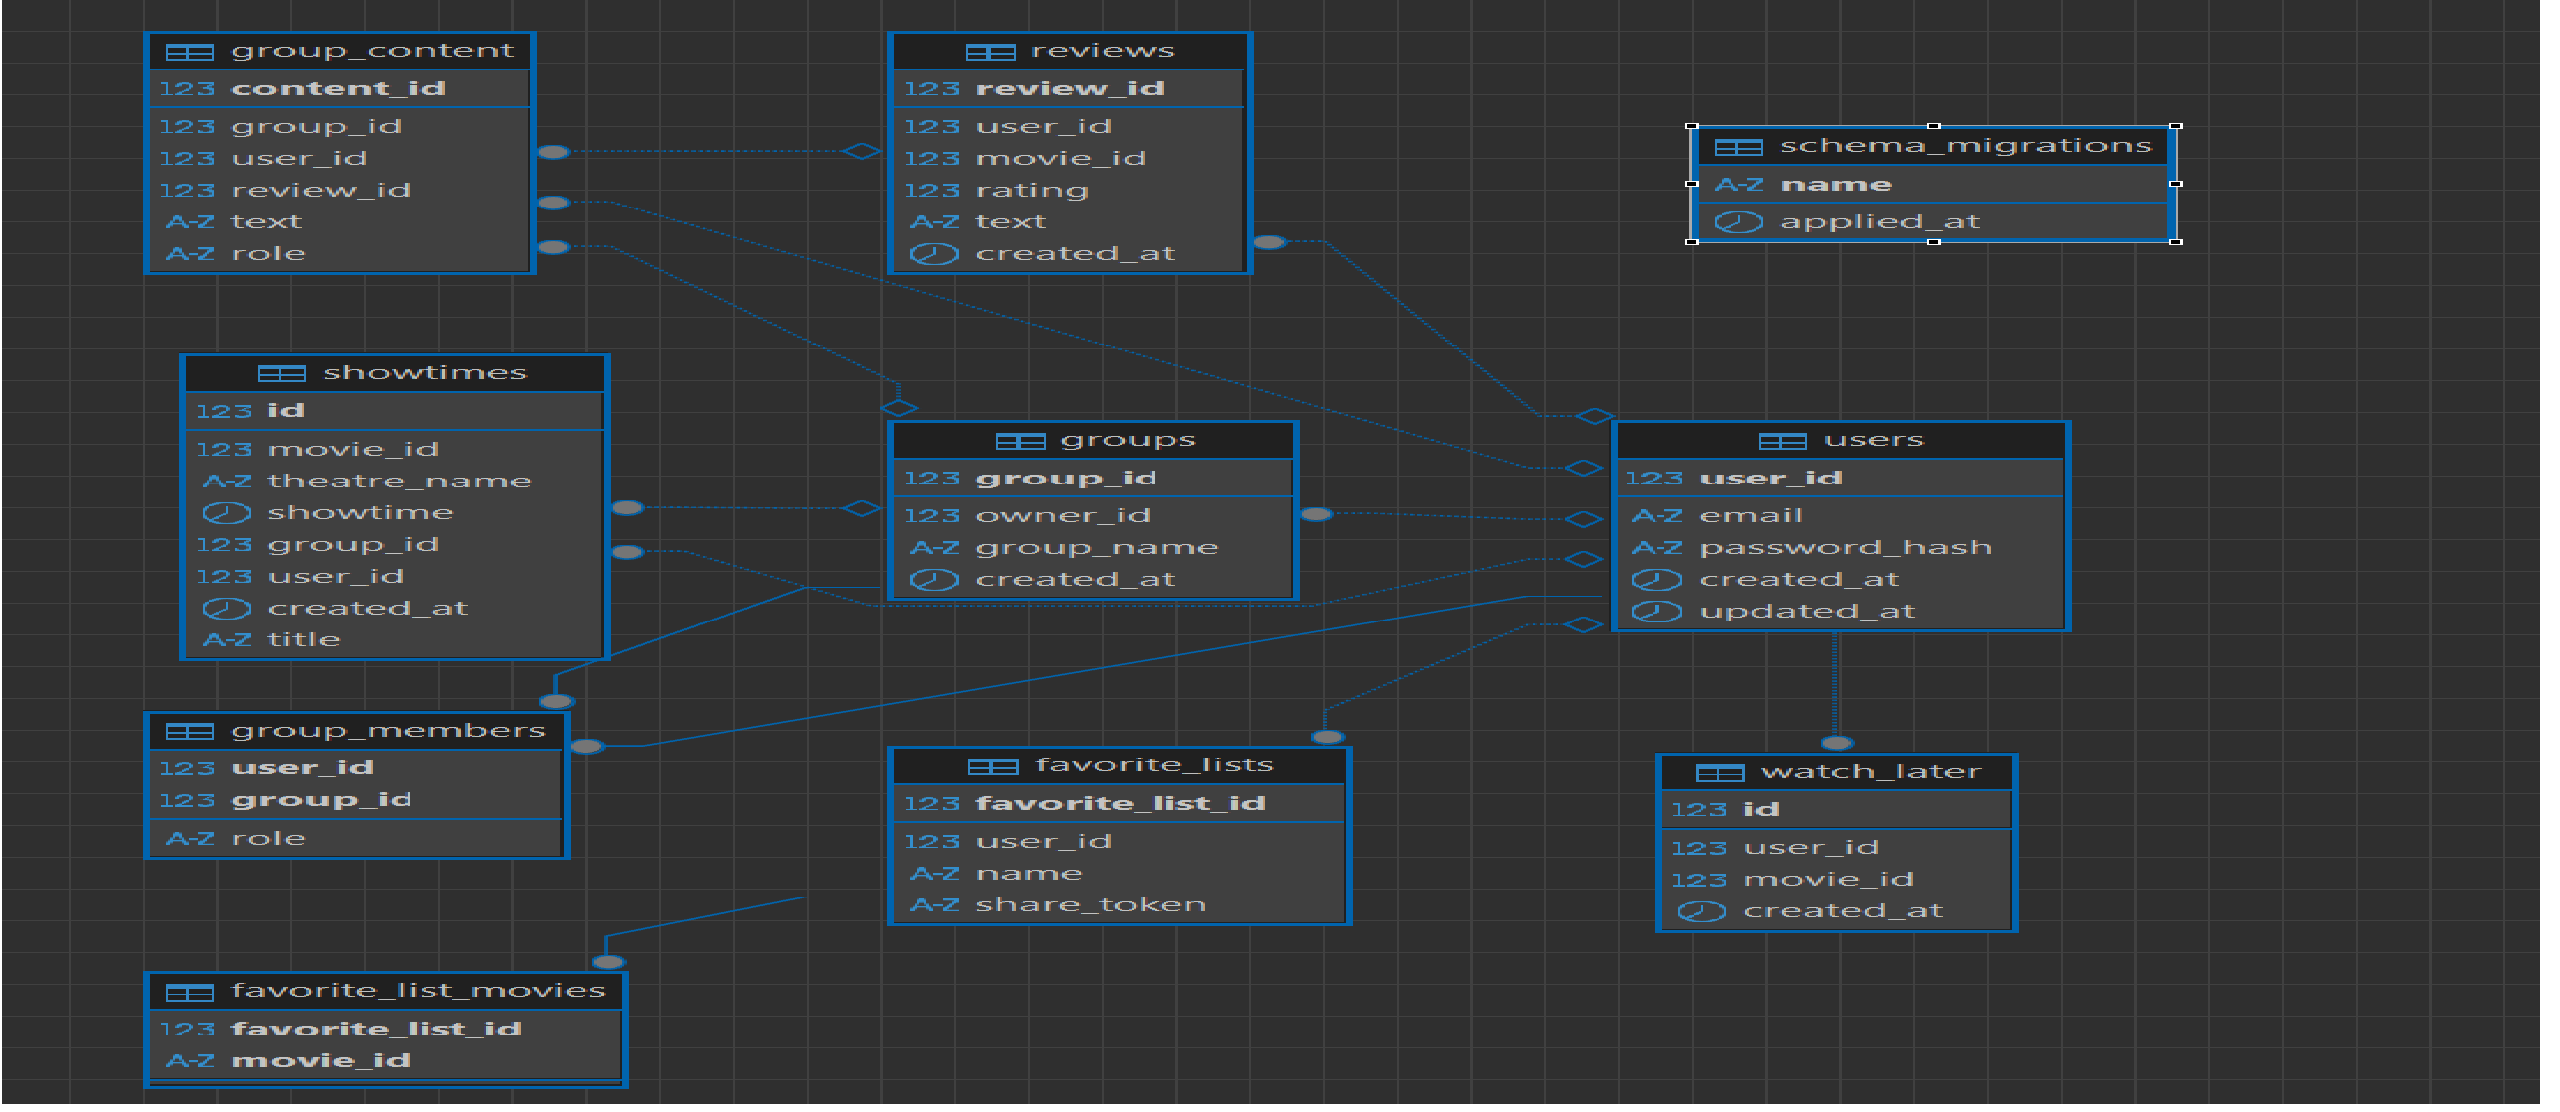 group_content
123 content_id
123 group_id
123 user_id
123 review_id
A-Z text
A-Z role
reviews
123 review_id
123 user_id
123 movie_id
123 rating
A-Z text
created_at
schema_migrations
A-Z name
applied_at
showtimes
123 id
123 movie_id
A-Z theatre_name
showtime
123 group_id
123 user_id
created_at
A-Z title
groups
123 group_id
123 owner_id
A-Z group_name
created_at
users
123 user_id
A-Z email
A-Z password_hash
created_at
updated_at
group_members
123 user_id
123 group_id
A-Z role
favorite_lists
123 favorite_list_id
123 user_id
A-Z name
A-Z share_token
watch_later
123 id
123 user_id
123 movie_id
created_at
favorite_list_movies
123 favorite_list_id
A-Z movie_id